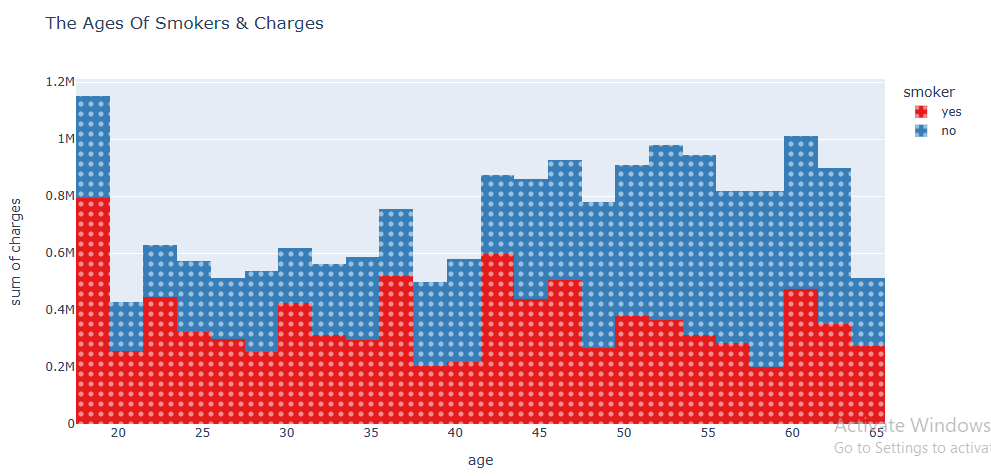 The Ages Of Smokers & Charges
1.2M
1M
0.8M
0.6M
0.4M
0.2M
0
sum of charges
smoker
yes
no
20 25 30 35 40 45 50 55 60 65
age
Activate Windows
Go to Settings to activat